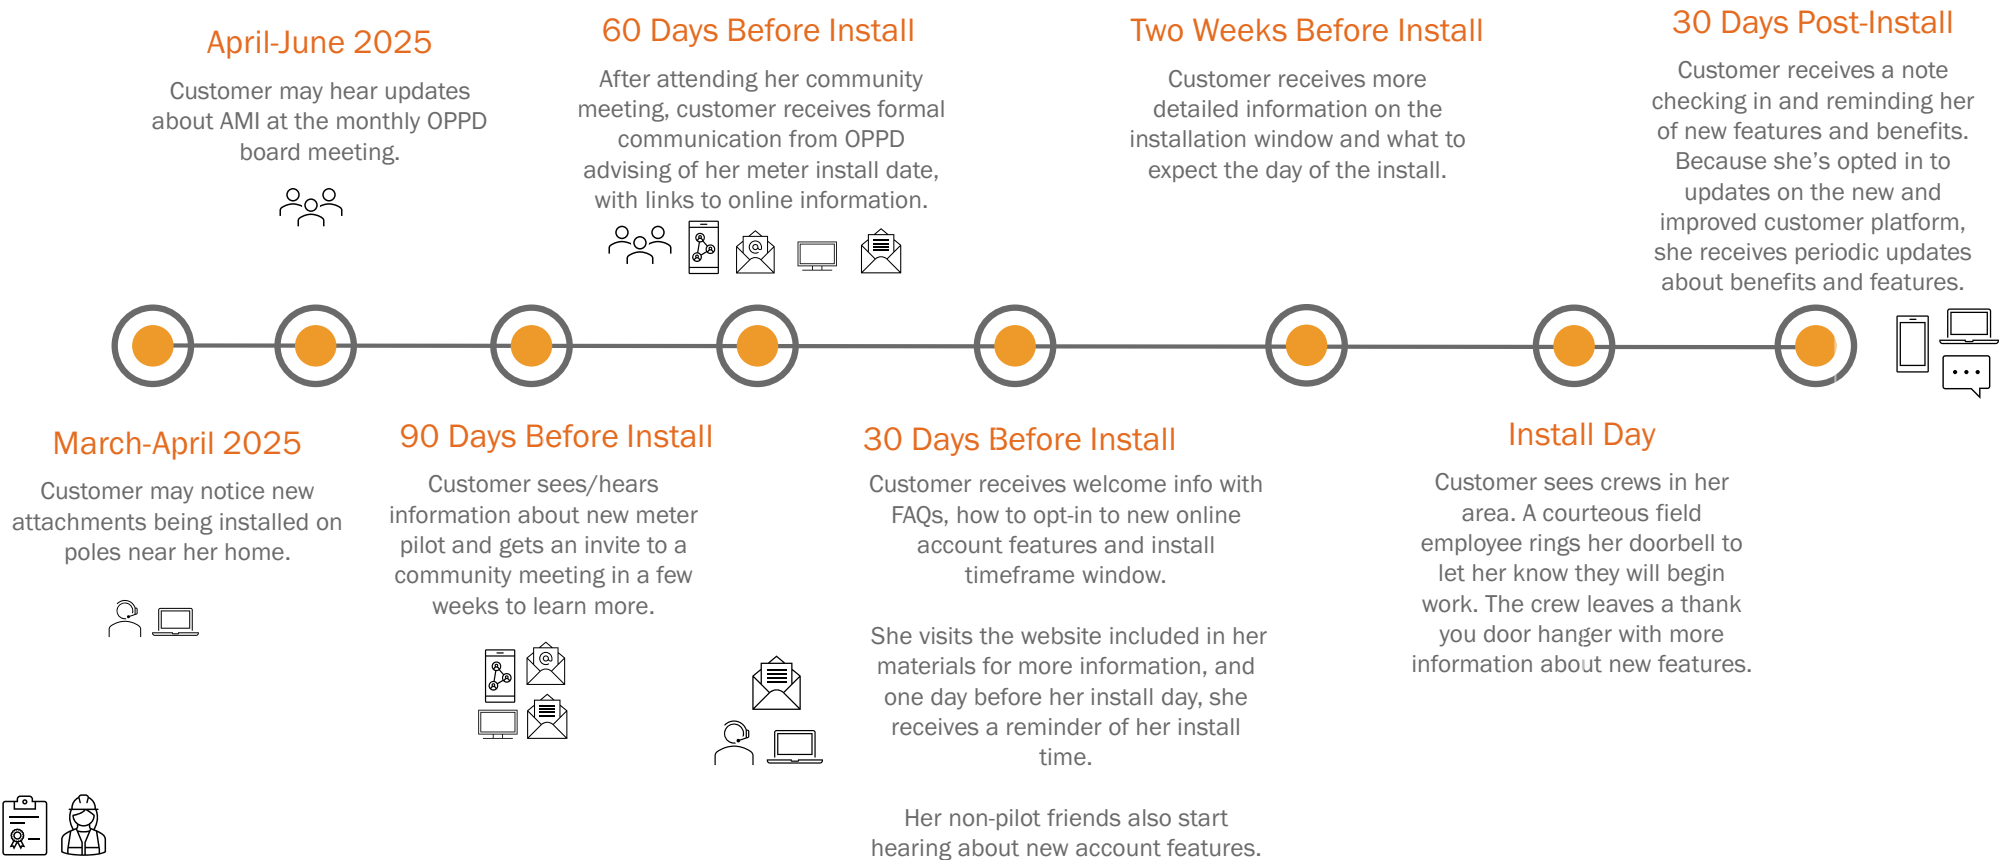 April-June 2025
Customer may hear updates
about AMI at the monthly OPPD
board meeting.
60 Days Before Install
After attending her community
meeting, customer receives formal
communication from OPPD
advising of her meter install date,
with links to online information.
Two Weeks Before Install
Customer receives more
detailed information on the
installation window and what to
expect the day of the install.
30 Days Post-Install
Customer receives a note
checking in and reminding her
of new features and benefits.
Because she’s opted in to
updates on the new and
improved customer platform,
she receives periodic updates
about benefits and features.
March-April 2025
Customer may notice new
attachments being installed on
poles near her home.
90 Days Before Install
Customer sees/hears
information about new meter
pilot and gets an invite to a
community meeting in a few
weeks to learn more.
30 Days Before Install
Customer receives welcome info with
FAQs, how to opt-in to new online
account features and install
timeframe window.
She visits the website included in her
materials for more information, and
one day before her install day, she
receives a reminder of her install
time.
Her non-pilot friends also start
hearing about new account features.
Install Day
Customer sees crews in her
area. A courteous field
employee rings her doorbell to
let her know they will begin
work. The crew leaves a thank
you door hanger with more
information about new features.